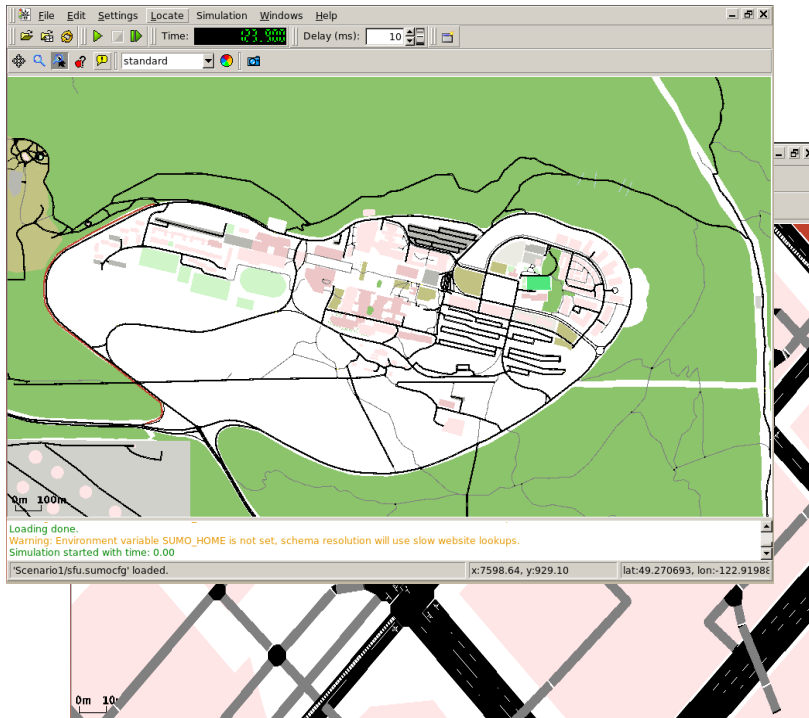 File Edit Settings Locate Simulation Windows Help
Time: Delay (ms): 10
standard
0m 100m
Loading done.
Warning: Environment variable SUMO_HOME is not set, schema resolution will use slow website lookups.
Simulation started with time: 0.00
'Scenario1/sfu.sumocfg' loaded. x:7598.64, y:929.10 lat:49.270693, lon:-122.91988
0m